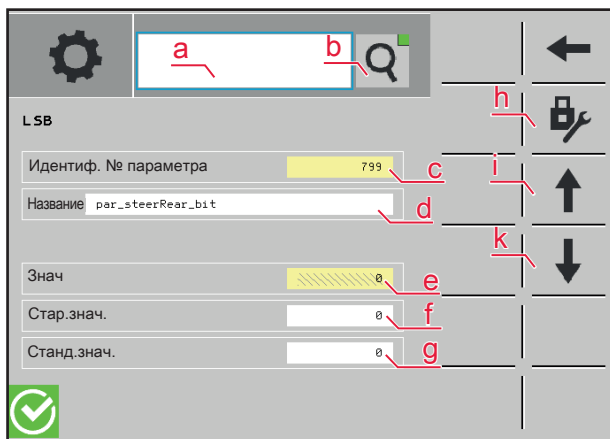 a
b
h
LSB
Идентиф. № параметра 799 c
i
Название par_steerRear_bit d
k
Знач 0 e
Стар.знач. 0 f
Станд.знач. 0 g